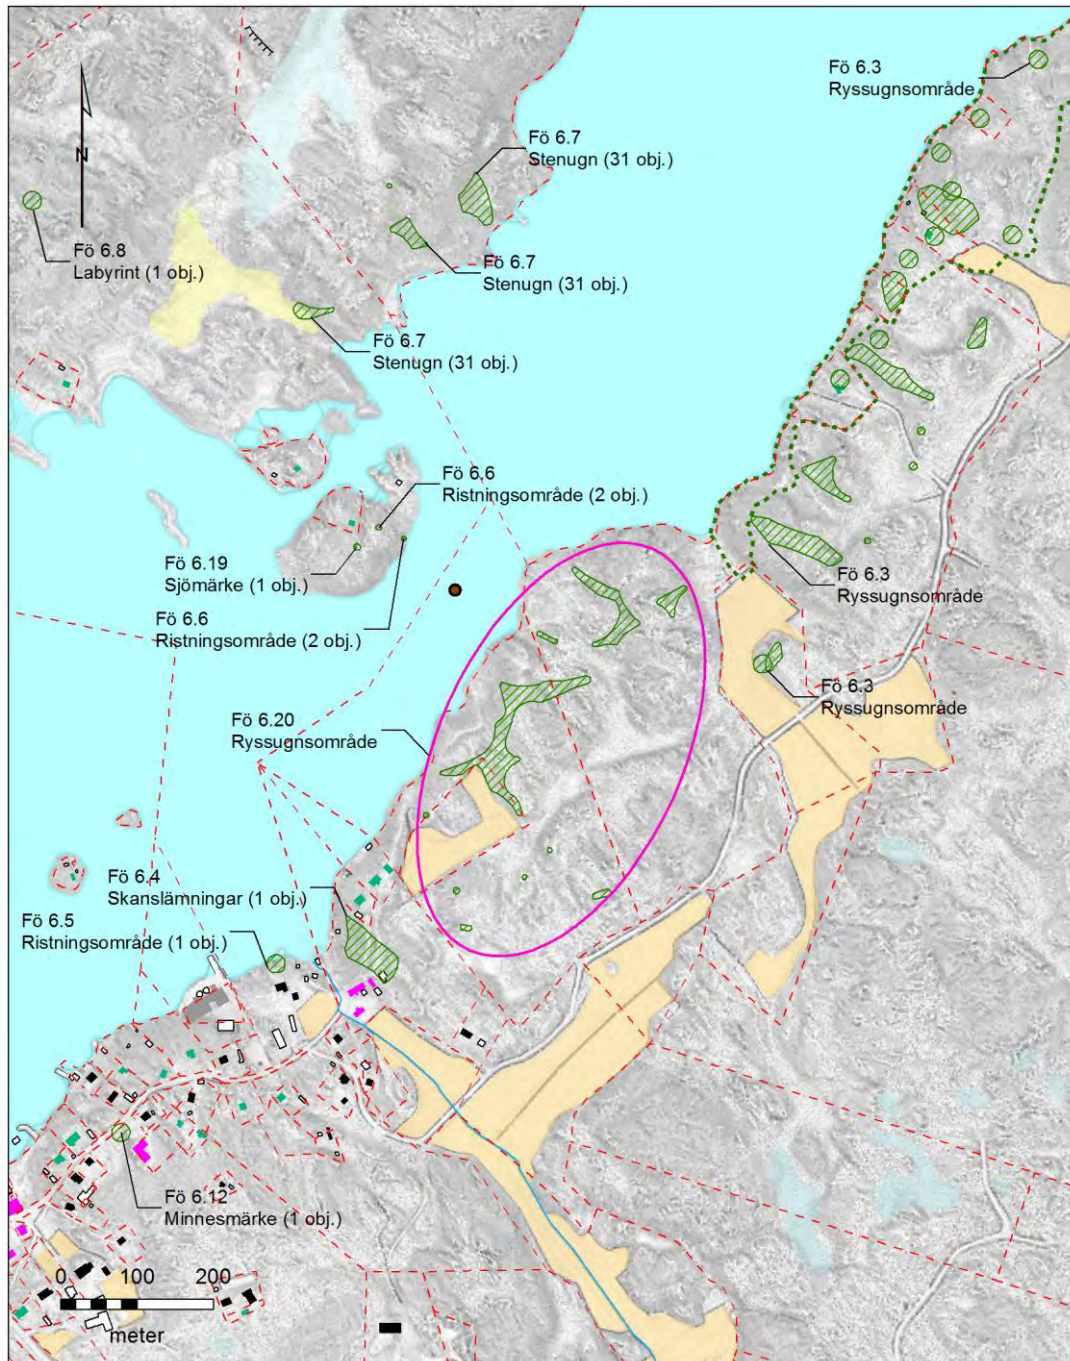 Fö 6.3
Ryssugnsområde
Fö 6.7
Stenugn (31 obj.)
N
Fö 6.8
Labyrint (1 obj.)
Fö 6.7
Stenugn (31 obj.)
Fö 6.7
Stenugn (31 obj.)
Fö 6.6
Ristningsområde (2 obj.)
Fö 6.19
Sjömärke (1 obj.)
Fö 6.3
Ryssugnsområde
Fö 6.6
Ristningsområde (2 obj.)
Fö 6.3
Ryssugnsområde
Fö 6.20
Ryssugnsområde
Fö 6.4
Skanslämningar (1 obj.)
Fö 6.5
Ristningsområde (1 obj.)
Fö 6.12
Minnesmärke (1 obj.)
0 100 200
meter